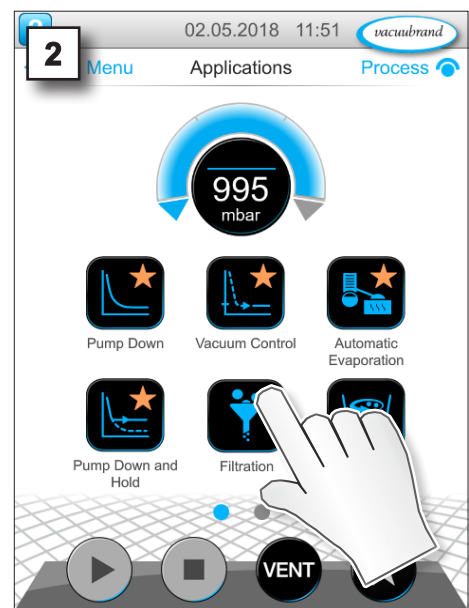 02.05.2018 11:51 vacuubrand
2
Menu Applications Process
995
mbar
Pump Down Vacuum Control Automatic
Evaporation
Pump Down and
Hold
Filtration
VENT